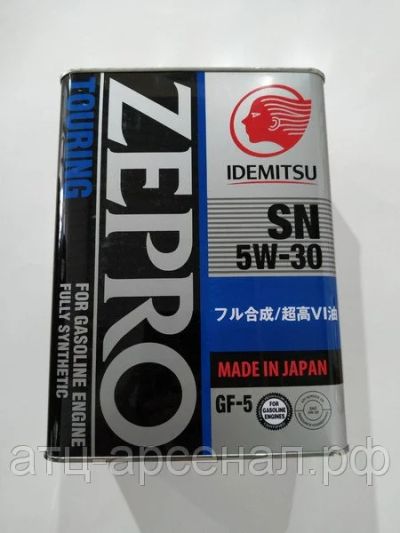 ZEPRO
TOURING
FOR GASOLINE ENGINE
FULLY SYNTHETIC
IDEMITSU
SN
5W-30
フル合成/超高VI油
MADE IN JAPAN
GF-5
FOR
GASOLINE
ENGINES
атц-арсенал.рф